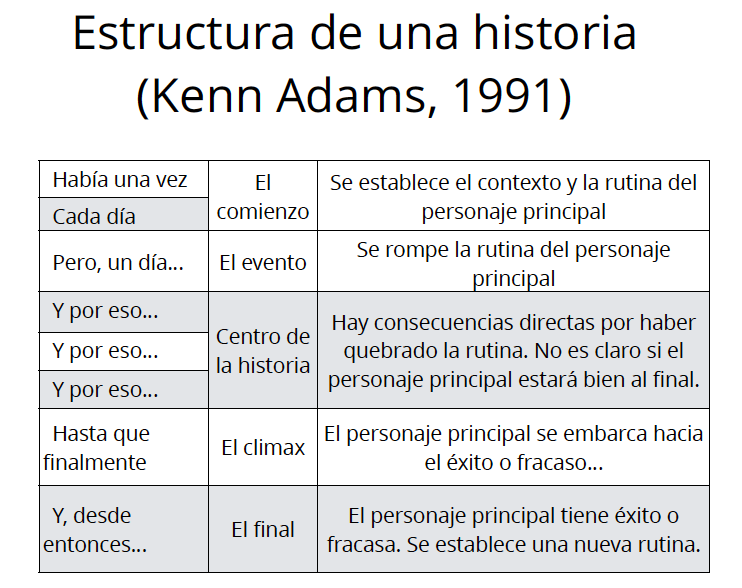 Estructura de una historia
(Kenn Adams, 1991)
Había una vez
Cada día
El
comienzo
Se establece el contexto y la rutina del
personaje principal
Pero, un día...
El evento
Se rompe la rutina del personaje
principal
Y por eso...
Y por eso...
Y por eso...
Centro de
la historia
Hay consecuencias directas por haber
quebrado la rutina. No es claro si el
personaje principal estará bien al final.
Hasta que
finalmente
El climax
El personaje principal se embarca hacia
el éxito o fracaso...
Y, desde
entonces...
El final
El personaje principal tiene éxito o
fracasa. Se establece una nueva rutina.